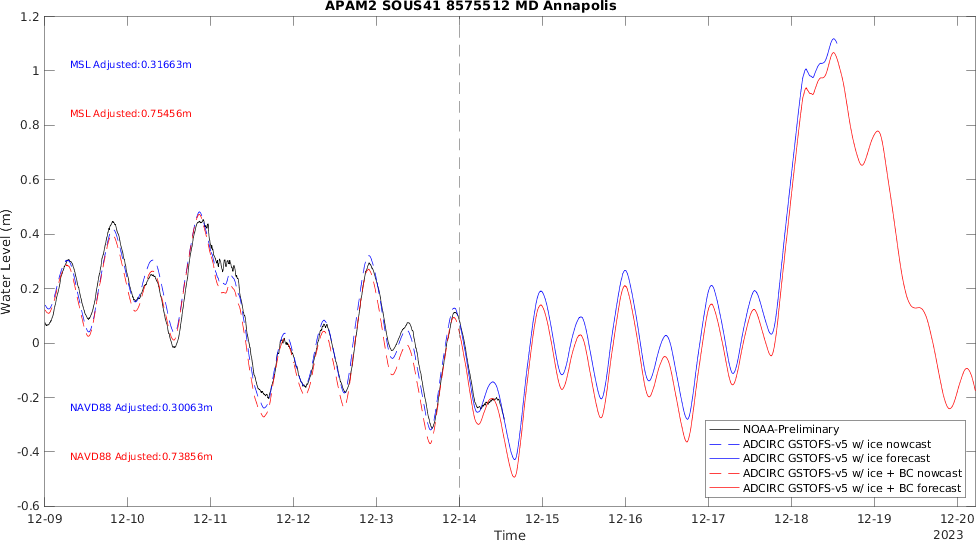 APAM2 SOUS41 8575512 MD Annapolis
1.2
1
0.8
0.6
0.4
0.2
0
-0.2
-0.4
-0.6
Water Level (m)
MSL Adjusted:0.31663m
MSL Adjusted:0.75456m
NAVD88 Adjusted:0.30063m
NAVD88 Adjusted:0.73856m
NOAA-Preliminary
ADCIRC GSTOFS-v5 w/ ice nowcast
ADCIRC GSTOFS-v5 w/ ice forecast
ADCIRC GSTOFS-v5 w/ ice + BC nowcast
ADCIRC GSTOFS-v5 w/ ice + BC forecast
12-09 12-10 12-11 12-12 12-13 12-14 12-15 12-16 12-17 12-18 12-19 12-20
Time
2023